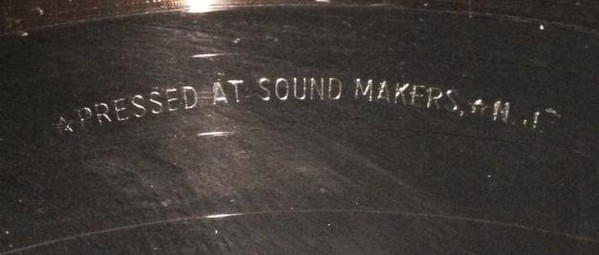 ☆PRESSED AT SOUND MAKERS,☆N.J.